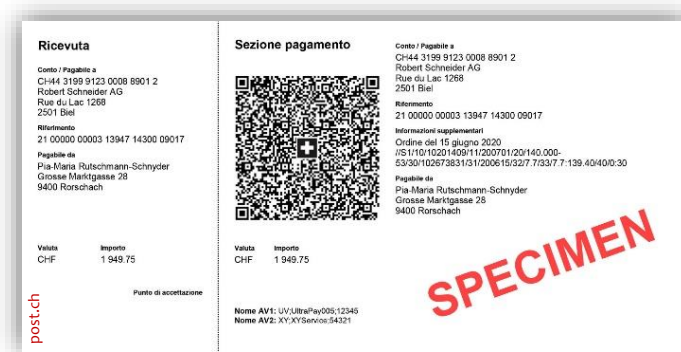 Ricevuta
Conto / Pagabile a
CH44 3199 9123 0008 8901 2
Robert Schneider AG
Rue du Lac 1268
2501 Biel
Riferimento
21 00000 00003 13947 14300 09017
Pagabile da
Pia-Maria Rutschmann-Schnyder
Grosse Marktgasse 28
9400 Rorschach
Valuta Importo
CHF 1 949.75
Punto di accettazione
post.ch
Sezione pagamento
Valuta Importo
CHF 1 949.75
Nome AV1: UV;UltraPay005;12345
Nome AV2: XY;XYService;54321
Conto / Pagabile a
CH44 3199 9123 0008 8901 2
Robert Schneider AG
Rue du Lac 1268
2501 Biel
Riferimento
21 00000 00003 13947 14300 09017
Informazioni supplementari
Ordine del 15 giugno 2020
//S1/10/10201409/11/200701/20/140.000-
53/30/102673831/31/200615/32/7.7/33/7.7:139.40/40/0:30
Pagabile da
Pia-Maria Rutschmann-Schnyder
Grosse Marktgasse 28
9400 Rorschach
SPECIMEN